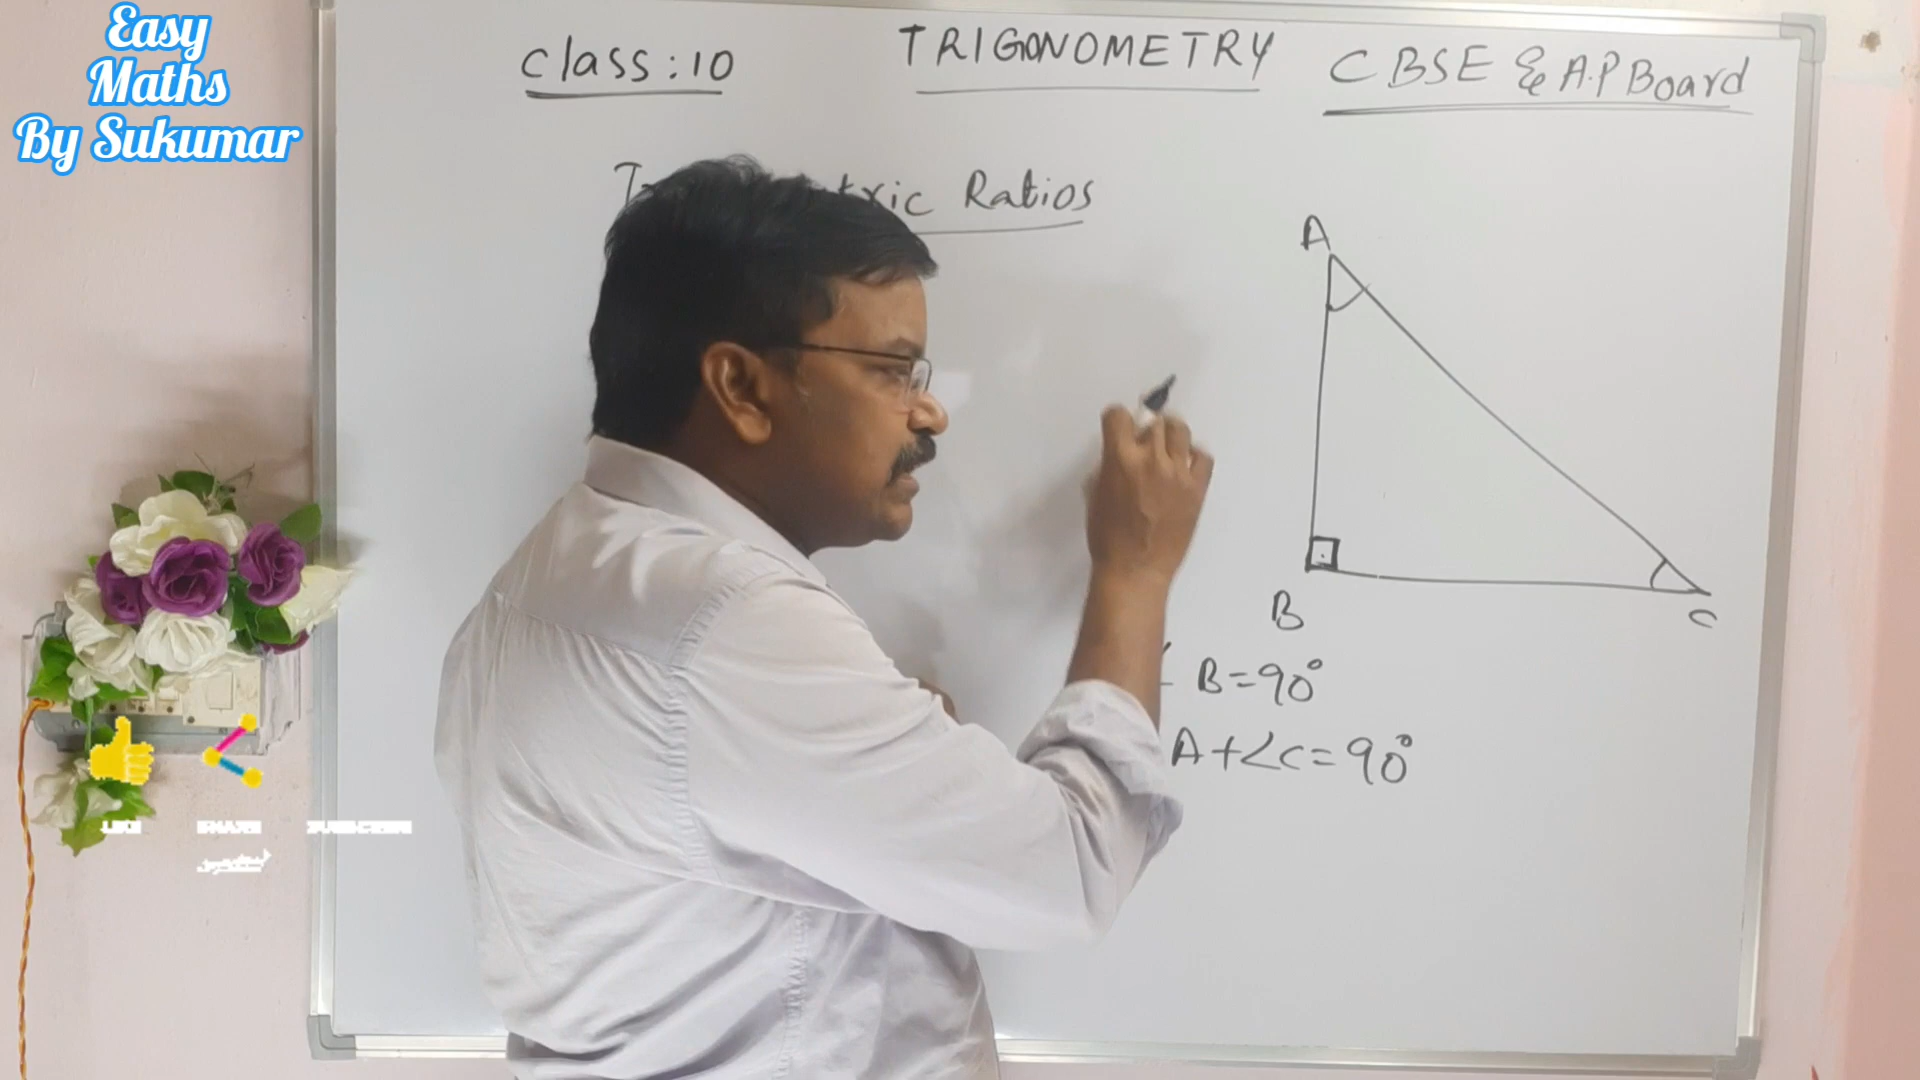 Easy
Maths
By Sukumar
class:10
TRIGONOMETRY
CBSE & A.P Board
Ratios
A
B
C
B=90°
A+∠C=90°